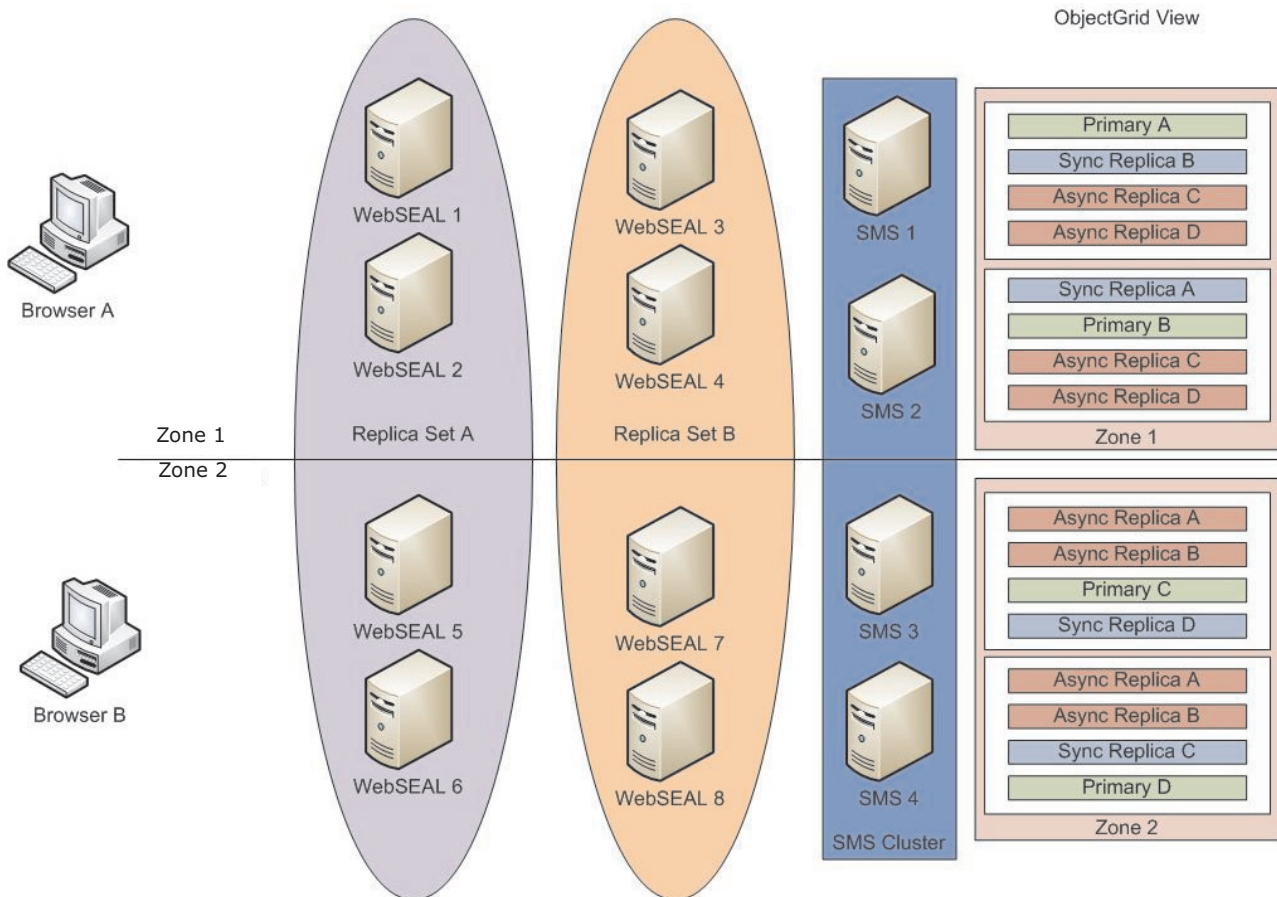 ObjectGrid View
WebSEAL 1
WebSEAL 2
Replica Set A
WebSEAL 3
WebSEAL 4
Replica Set B
SMS 1
SMS 2
Primary A
Sync Replica B
Async Replica C
Async Replica D
Sync Replica A
Primary B
Async Replica C
Async Replica D
Zone 1
Browser A
Zone 1
Zone 2
Browser B
WebSEAL 5
WebSEAL 6
WebSEAL 7
WebSEAL 8
SMS 3
SMS 4
SMS Cluster
Async Replica A
Async Replica B
Primary C
Sync Replica D
Async Replica A
Async Replica B
Sync Replica C
Primary D
Zone 2